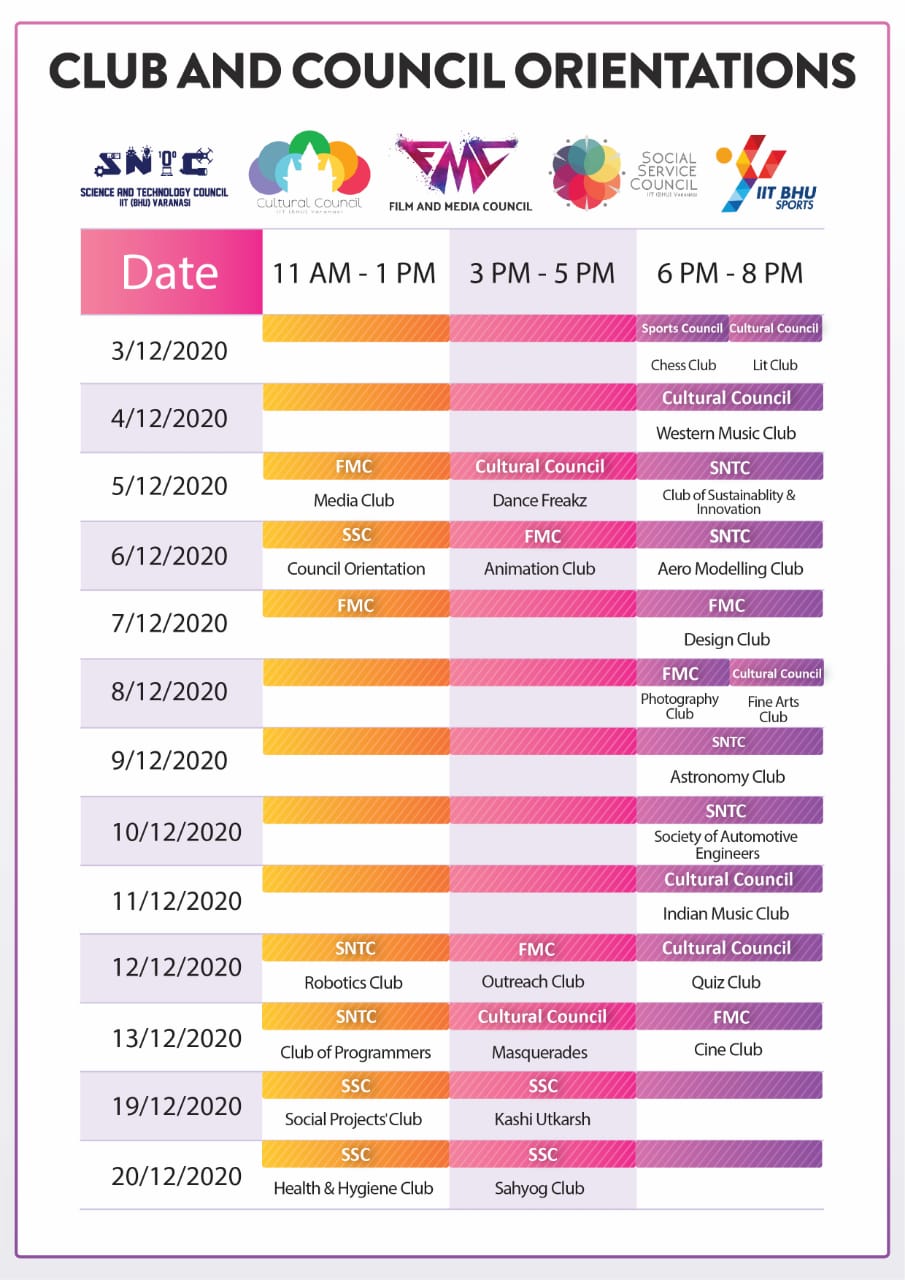 CLUB AND COUNCIL ORIENTATIONS
SNTC
SCIENCE AND TECHNOLOGY COUNCIL
IIT (BHU) VARANASI
Cultural Council
IIT (BHU) Varanasi
FMC
FILM AND MEDIA COUNCIL
SOCIAL
SERVICE
COUNCIL
IIT (BHU) VARANASI
IIT BHU
SPORTS
Date 11 AM - 1 PM 3 PM - 5 PM 6 PM - 8 PM
Sports Council Cultural Council
3/12/2020
Chess Club Lit Club
Cultural Council
4/12/2020
Western Music Club
FMC Cultural Council SNTC
5/12/2020
Media Club Dance Freakz Club of Sustainablity &
Innovation
SSC FMC SNTC
6/12/2020
Council Orientation Animation Club Aero Modelling Club
FMC FMC
7/12/2020
Design Club
FMC Cultural Council
8/12/2020
Photography Fine Arts
Club Club
SNTC
9/12/2020
Astronomy Club
SNTC
10/12/2020
Society of Automotive
Engineers
Cultural Council
11/12/2020
Indian Music Club
SNTC FMC Cultural Council
12/12/2020
Robotics Club Outreach Club Quiz Club
SNTC Cultural Council FMC
13/12/2020
Club of Programmers Masquerades Cine Club
SSC SSC
19/12/2020
Social Projects' Club Kashi Utkarsh
SSC SSC
20/12/2020
Health & Hygiene Club Sahyog Club